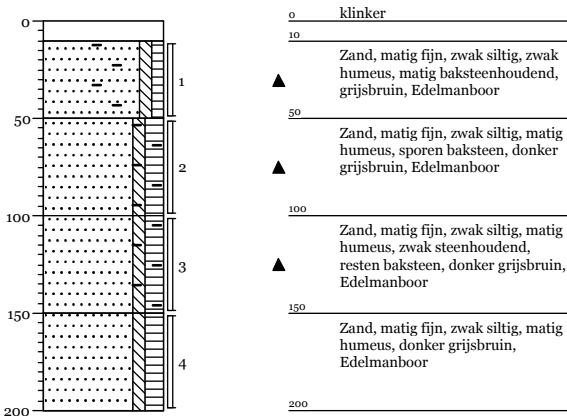 0
50
100
150
200
1
2
3
4
0 klinker
10
Zand, matig fijn, zwak siltig, zwak
humeus, matig baksteenhoudend,
grijsbruin, Edelmanboor
50
Zand, matig fijn, zwak siltig, matig
humeus, sporen baksteen, donker
grijsbruin, Edelmanboor
100
Zand, matig fijn, zwak siltig, matig
humeus, zwak steenhoudend,
resten baksteen, donker grijsbruin,
Edelmanboor
150
Zand, matig fijn, zwak siltig, matig
humeus, donker grijsbruin,
Edelmanboor
200